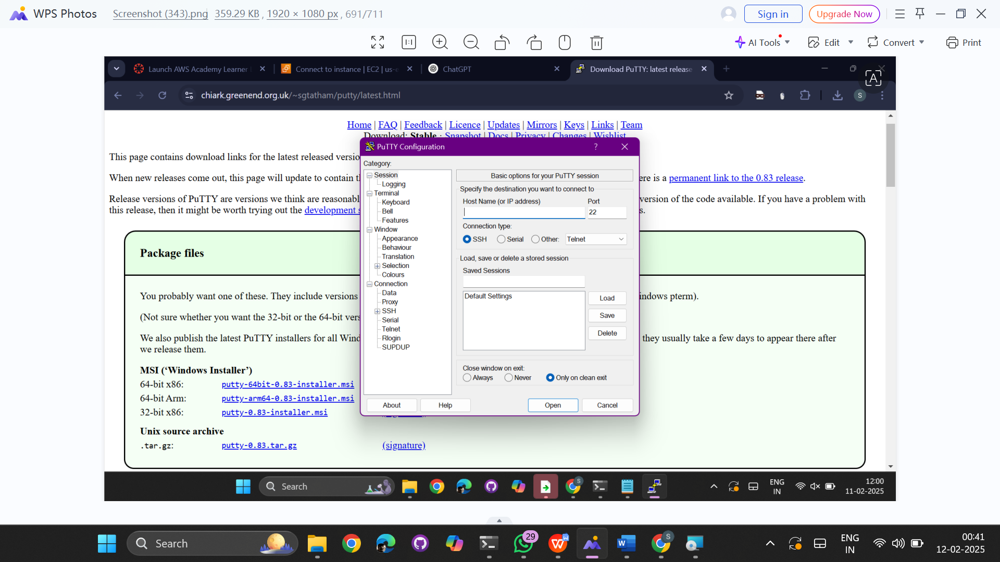 WPS Photos Screenshot (343).png 359.29 KB , 1920 × 1080 px , 691/711 Sign in Upgrade Now
1:1 AI Tools Edit Convert Print
Launch AWS Academy Learner Connect to instance | EC2 | us-e ChatGPT Download PuTTY: latest release
A
chiark.greenend.org.uk/~sgtatham/putty/latest.html S
Home | FAQ | Feedback | Licence | Updates | Mirrors | Keys | Links | Team
Download: Stable · Snapshot | Docs | Privacy | Changes | Wishlist
This page contains download links for the latest released versio
When new releases come out, this page will update to contain ere is a permanent link to the 0.83 release.
Release versions of PuTTY are versions we think are reasonabl version of the code available. If you have a problem with
this release, then it might be worth trying out the development s s.
Package files
You probably want one of these. They include versions indows pterm).
(Not sure whether you want the 32-bit or the 64-bit vers
We also publish the latest PuTTY installers for all Wind they usually take a few days to appear there after
we release them.
MSI (‘Windows Installer’)
64-bit x86: putty-64bit-0.83-installer.msi
64-bit Arm: putty-arm64-0.83-installer.msi
32-bit x86: putty-0.83-installer.msi
Unix source archive
.tar.gz: putty-0.83.tar.gz (signature)
PuTTY Configuration ?
Category:
Session
Logging
Terminal
Keyboard
Bell
Features
Window
Appearance
Behaviour
Translation
Selection
Colours
Connection
Data
Proxy
SSH
Serial
Telnet
Rlogin
SUPDUP
Basic options for your PuTTY session
Specify the destination you want to connect to
Host Name (or IP address) Port
22
Connection type:
SSH Serial Other: Telnet
Load, save or delete a stored session
Saved Sessions
Default Settings
Load
Save
Delete
Close window on exit:
Always Never Only on clean exit
About Help Open Cancel
Search S ENG 12:00
IN 11-02-2025
Search 29 W W S ENG 00:41
IN 12-02-2025